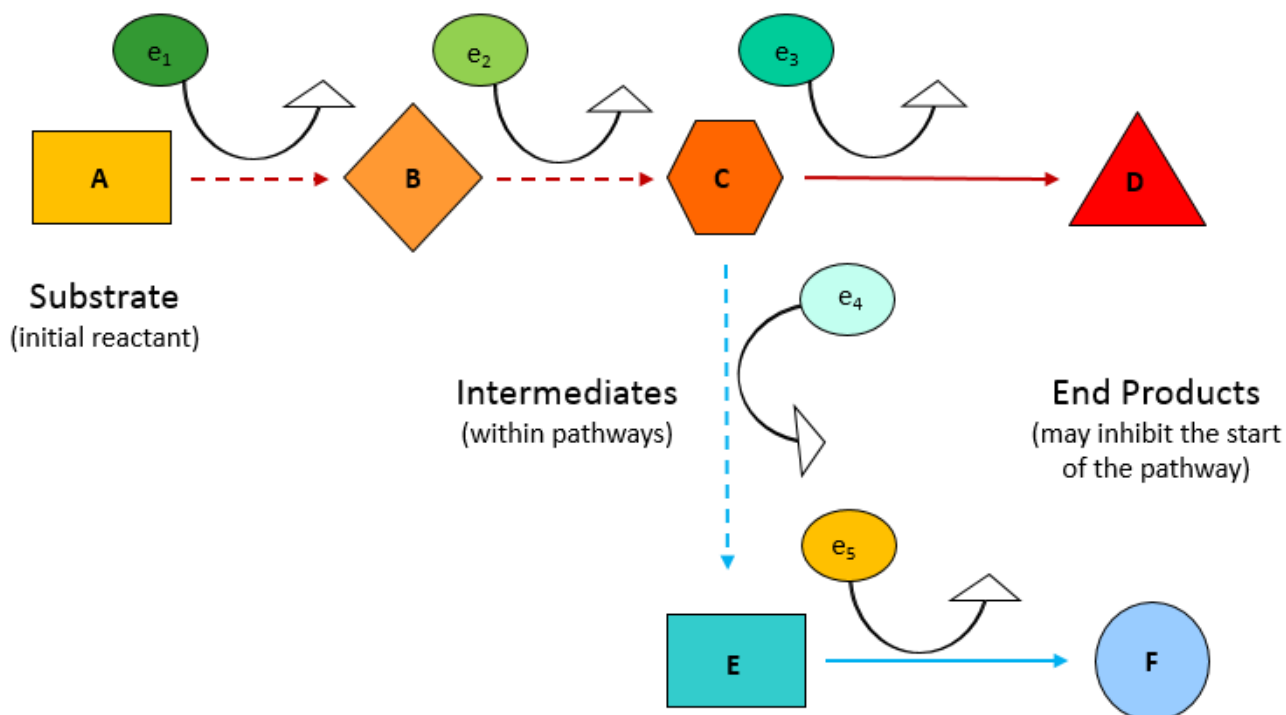 e₁
e₂
e₃
A
B
C
D
Substrate
(initial reactant)
e₄
Intermediates
(within pathways)
End Products
(may inhibit the start
of the pathway)
e₅
E
F